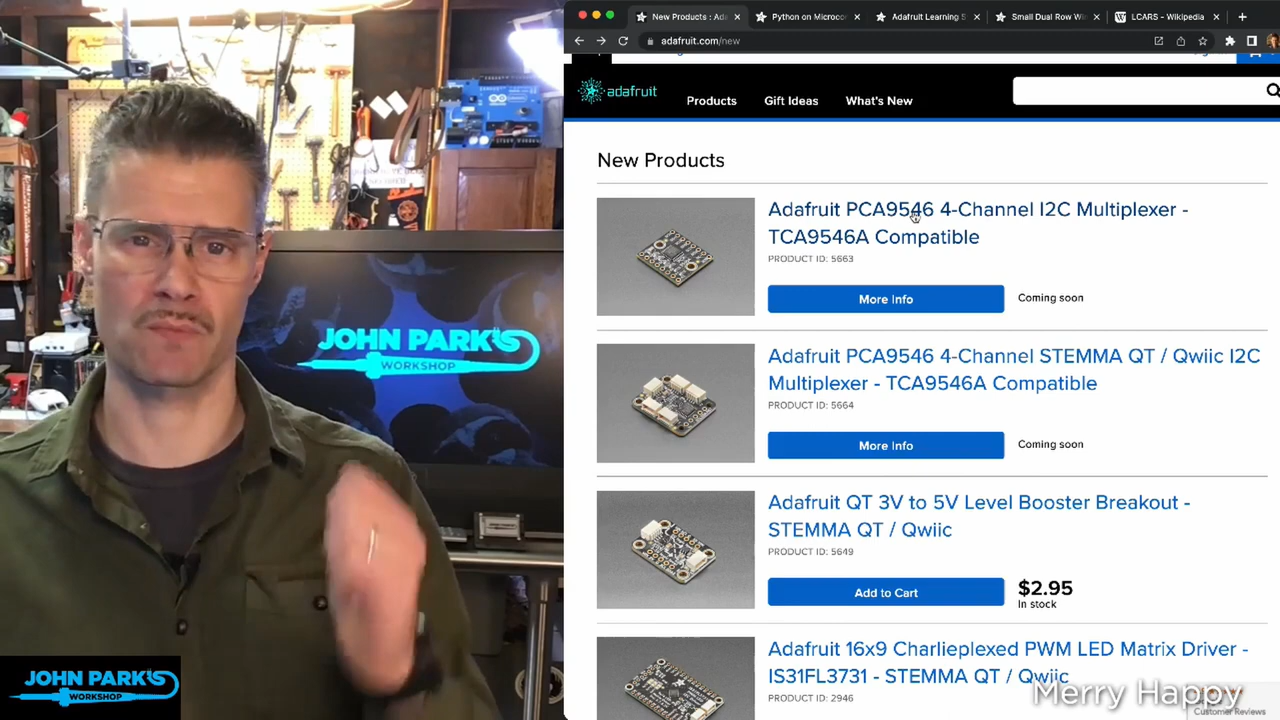 New Products : Ada
Python on Microco
Adafruit Learning S
Small Dual Row Wi
W LCARS - Wikipedia
adafruit.com/new
adafruit
Products
Gift Ideas
What's New
New Products
Adafruit PCA9546 4-Channel I2C Multiplexer -
TCA9546A Compatible
PRODUCT ID: 5663
More Info
Coming soon
Adafruit PCA9546 4-Channel STEMMA QT / Qwiic I2C
Multiplexer - TCA9546A Compatible
PRODUCT ID: 5664
More Info
Coming soon
Adafruit QT 3V to 5V Level Booster Breakout -
STEMMA QT / Qwiic
PRODUCT ID: 5649
Add to Cart
$2.95
In stock
Adafruit 16x9 Charlieplexed PWM LED Matrix Driver -
IS31FL3731 - STEMMA QT / Qwiic
PRODUCT ID: 2946
Merry Happy
Customer Reviews
JOHN PARK'S
WORKSHOP
JOHN PARK'S
WORKSHOP